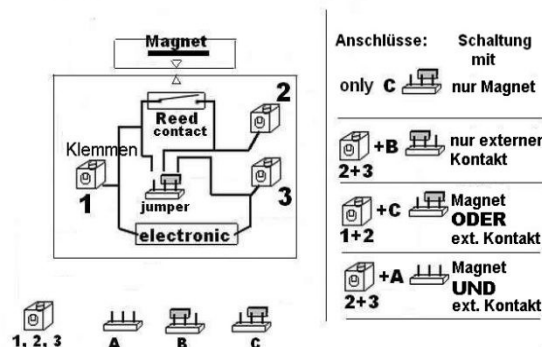 Magnet
Reed
contact
2
Klemmen
1
3
jumper
electronic
1, 2, 3
A
B
C
Anschlüsse:
Schaltung
mit
only C
nur Magnet
+B
2+3
nur externer
Kontakt
+C
1+2
Magnet
ODER
ext. Kontakt
+A
2+3
Magnet
UND
ext. Kontakt